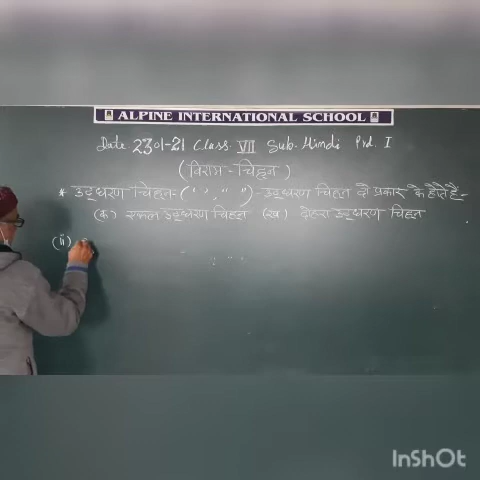 ALPINE INTERNATIONAL SCHOOL
Date 23-01-21 Class. VII Sub. Hindi Prd. I
(विराम-चिह्न)
* उद्धरण चिह्न-(' ', " ")-उद्धरण चिह्न दो प्रकार के होते हैं-
(क) एकल उद्धरण चिह्न (ख) दोहरा उद्धरण चिह्न
(ii)
InShOt